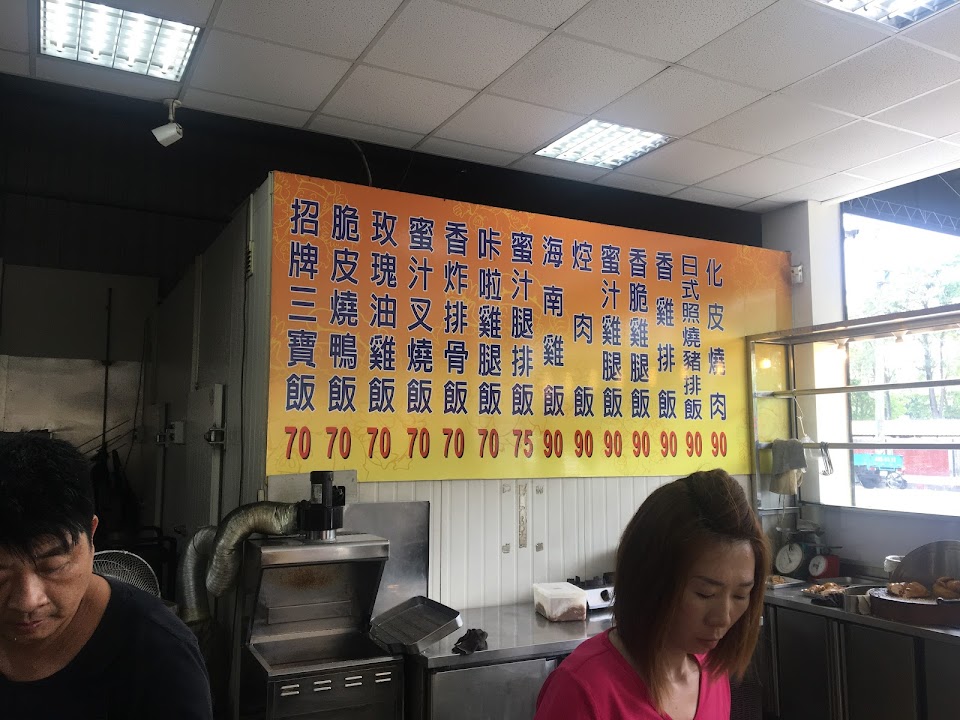 招牌三寶飯 70
脆皮燒鴨飯 70
玫瑰油雞飯 70
蜜汁叉燒飯 70
香炸排骨飯 70
咔啦雞腿飯 70
蜜汁腿排飯 75
海南雞飯 90
焢肉飯 90
蜜汁雞腿飯 90
香脆雞腿飯 90
香雞排飯 90
日式照燒豬排飯 90
化皮燒肉 90